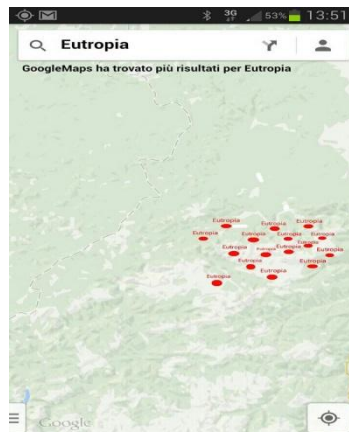 3G 53% 13:51
Eutropia
GoogleMaps ha trovato più risultati per Eutropia
Eutropia Eutropia Eutropia
Eutropia Eutropia Eutropia Eutropia
Eutropia Eutropia Eutropia Eutropia
Eutropia Eutropia
Eutropia Eutropia
Google